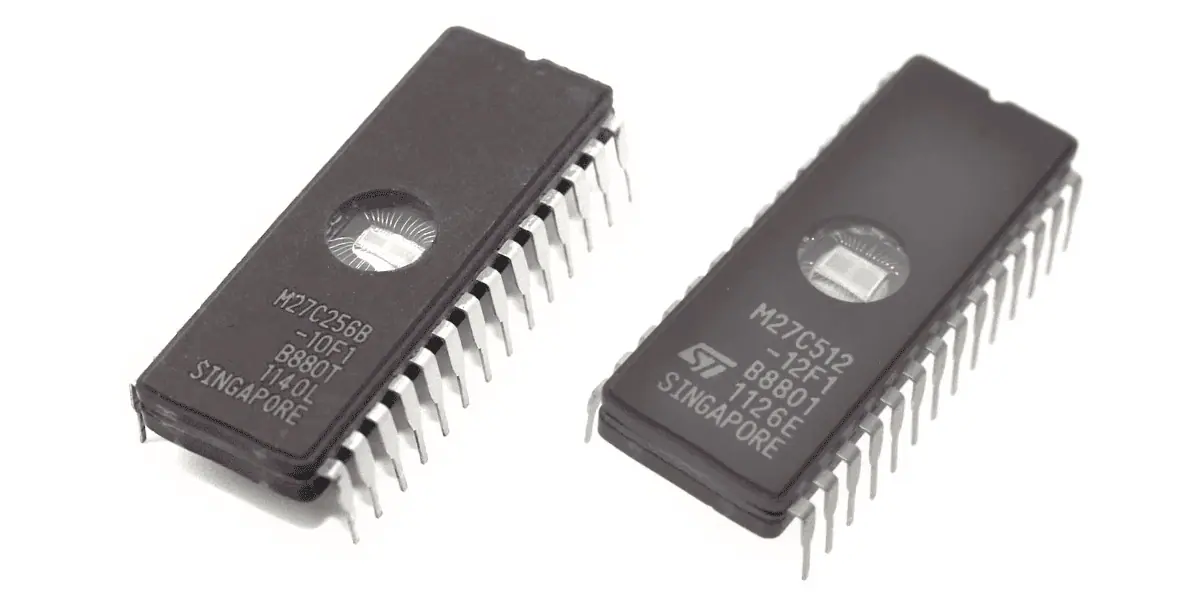 M27C256B
-10F1
B880T
1140L
SINGAPORE
M27C512
-12F1
ST B8801
1126E
SINGAPORE